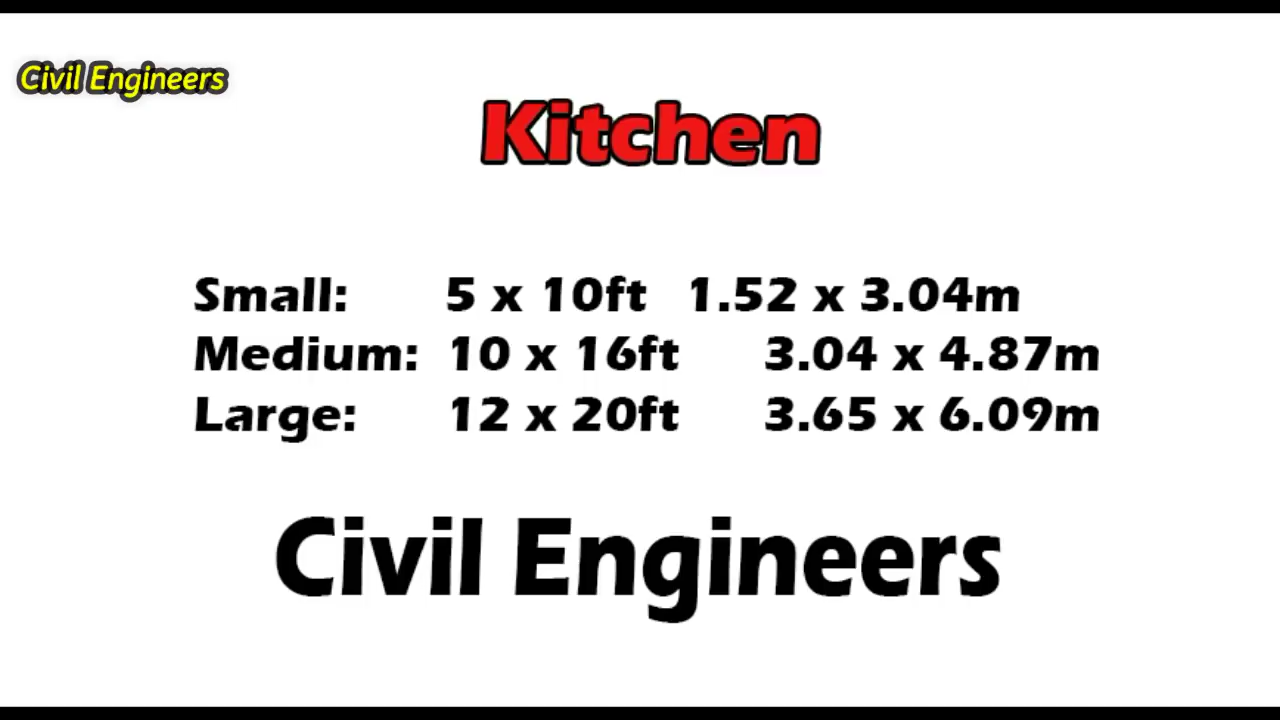 Civil Engineers
Kitchen
Small: 5 x 10ft 1.52 x 3.04m
Medium: 10 x 16ft 3.04 x 4.87m
Large: 12 x 20ft 3.65 x 6.09m
Civil Engineers